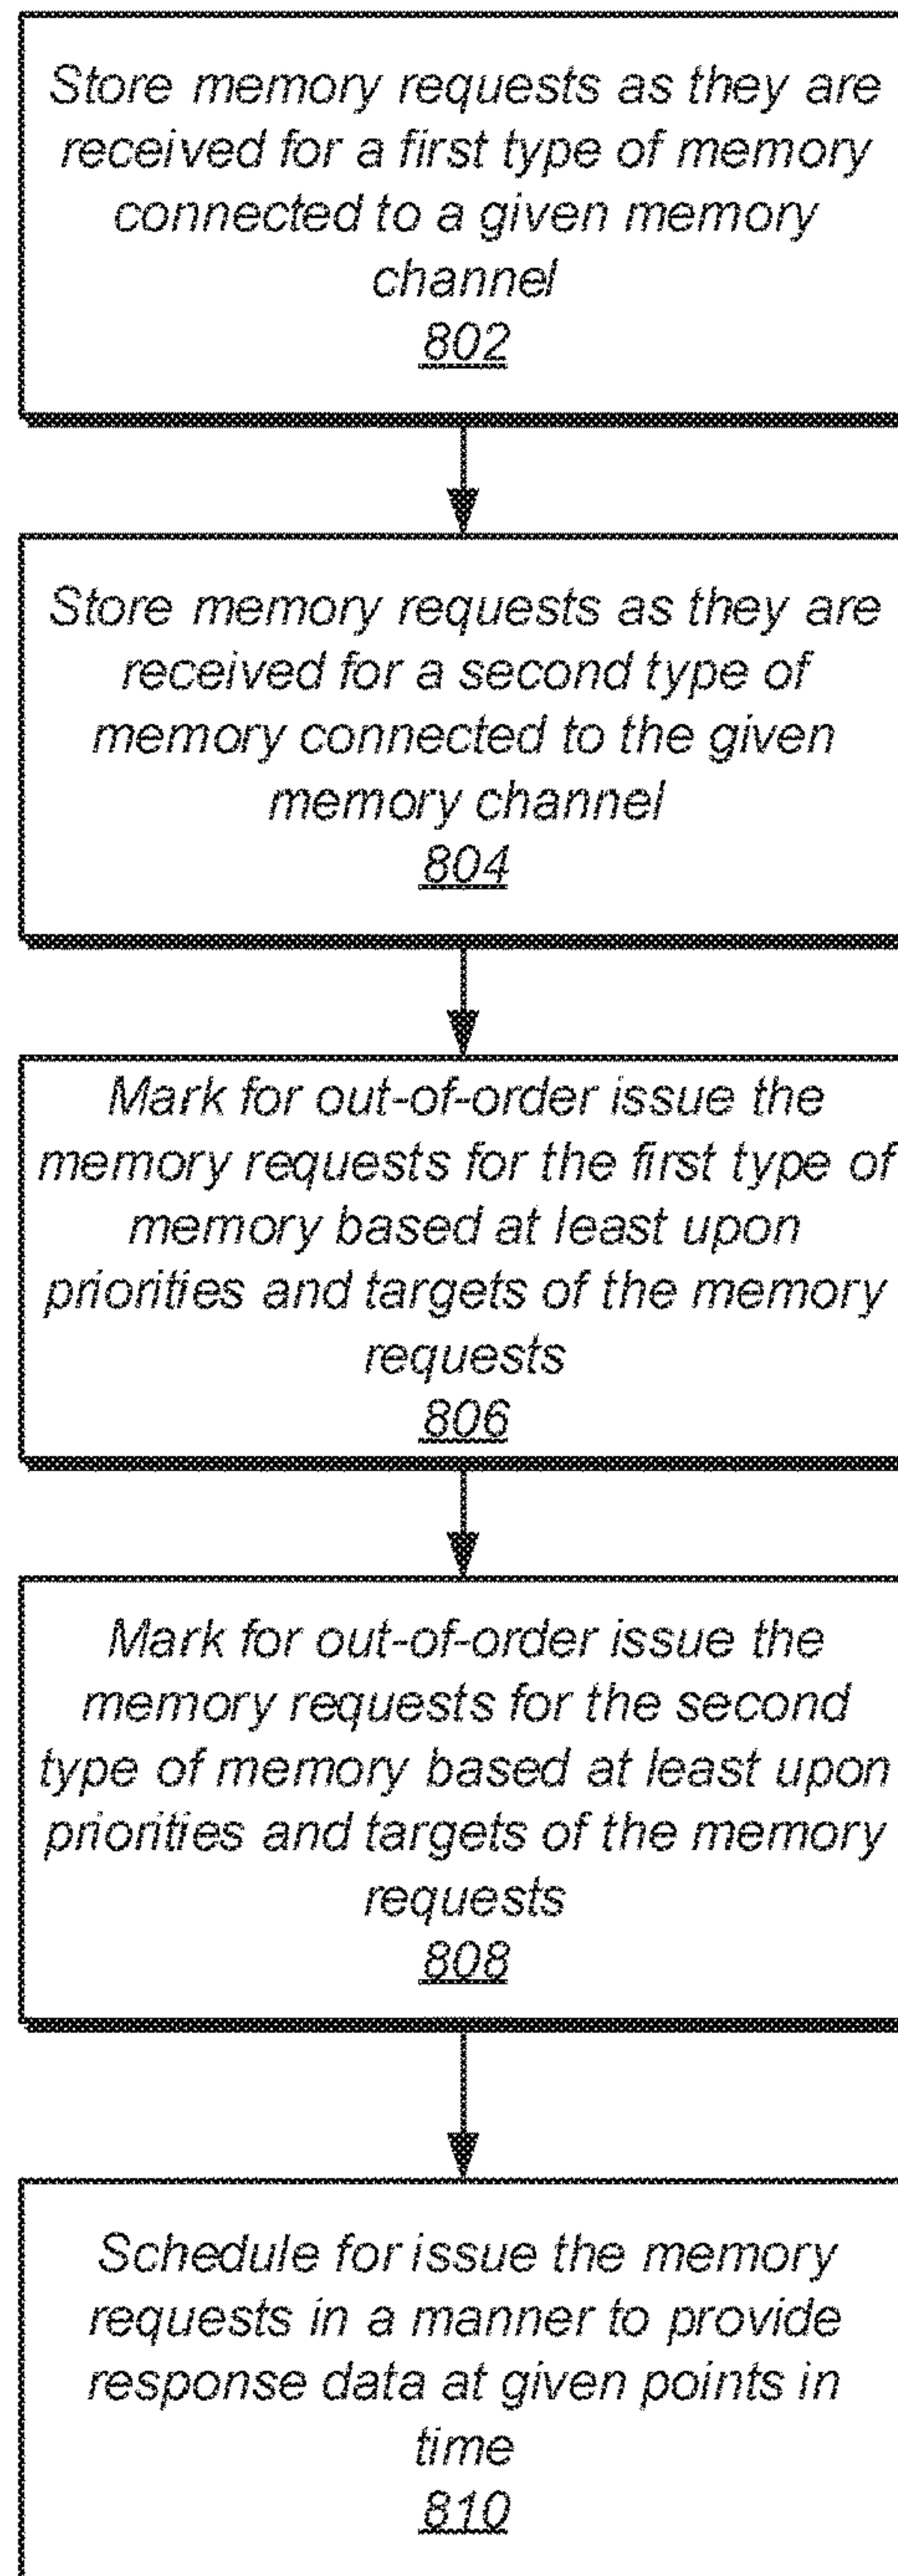 Store memory requests as they are
received for a first type of memory
connected to a given memory
channel
802
Store memory requests as they are
received for a second type of
memory connected to the given
memory channel
804
Mark for out-of-order issue the
memory requests for the first type of
memory based at least upon
priorities and targets of the memory
requests
806
Mark for out-of-order issue the
memory requests for the second
type of memory based at least upon
priorities and targets of the memory
requests
808
Schedule for issue the memory
requests in a manner to provide
response data at given points in
time
810